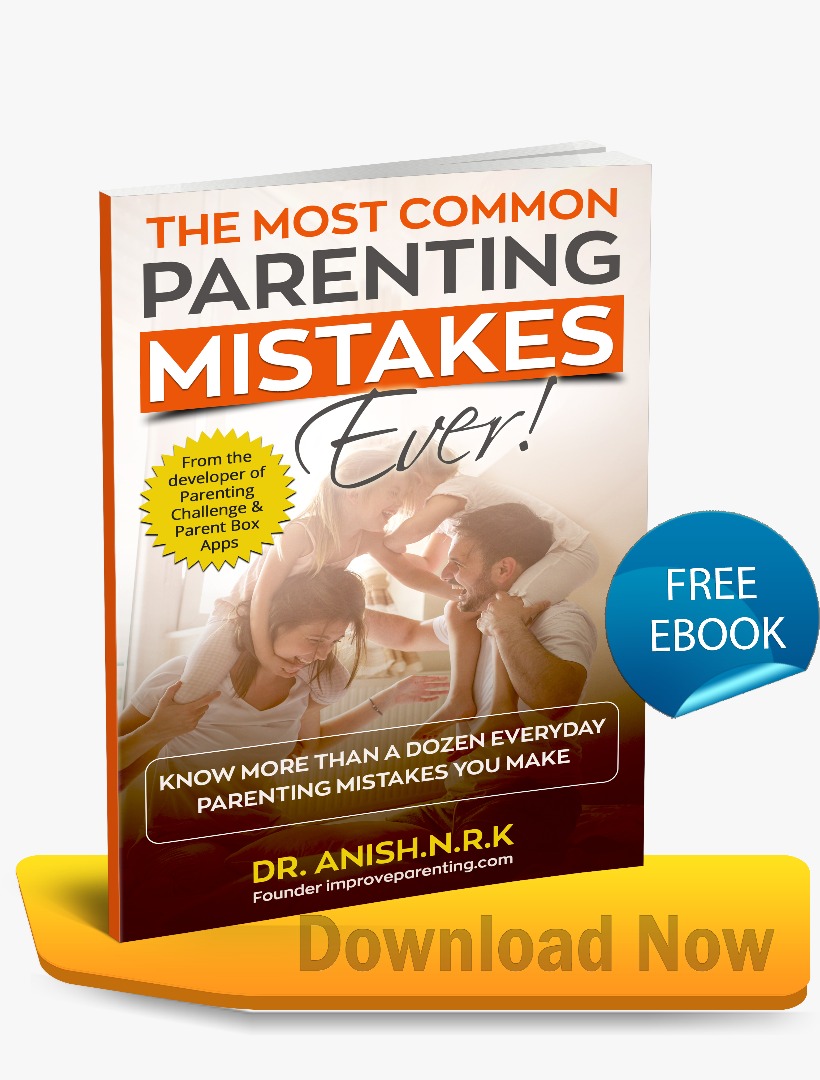 THE MOST COMMON
PARENTING
MISTAKES
Ever!
From the
developer of
Parenting
Challenge &
Parent Box
Apps
FREE
EBOOK
KNOW MORE THAN A DOZEN EVERYDAY
PARENTING MISTAKES YOU MAKE
DR. ANISH.N.R.K
Founder improveparenting.com
Download Now